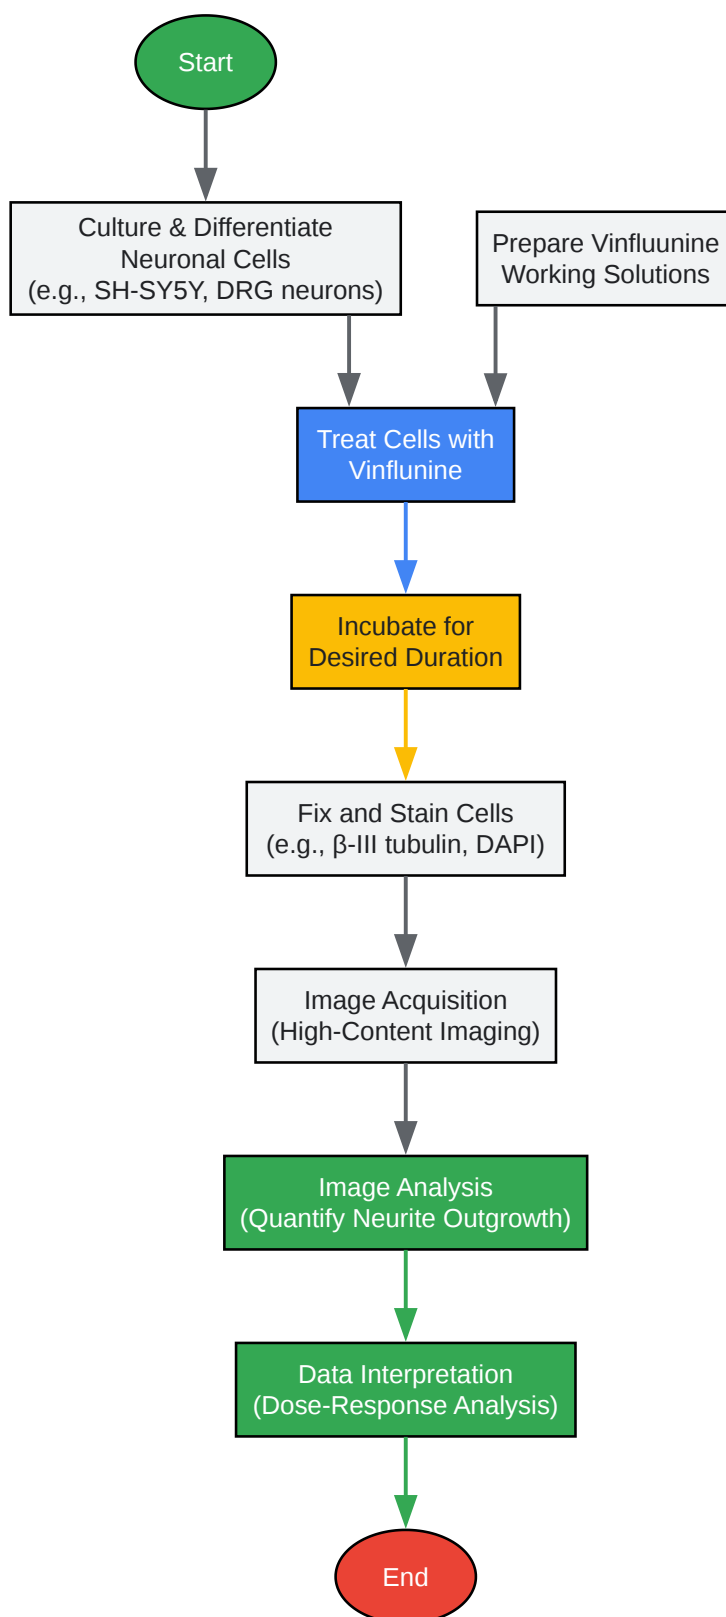 Start
Culture & Differentiate
Neuronal Cells
(e.g., SH-SY5Y, DRG neurons)
Prepare Vinfluunine
Working Solutions
Treat Cells with
Vinflunine
Incubate for
Desired Duration
Fix and Stain Cells
(e.g., β-III tubulin, DAPI)
Image Acquisition
(High-Content Imaging)
Image Analysis
(Quantify Neurite Outgrowth)
Data Interpretation
(Dose-Response Analysis)
End